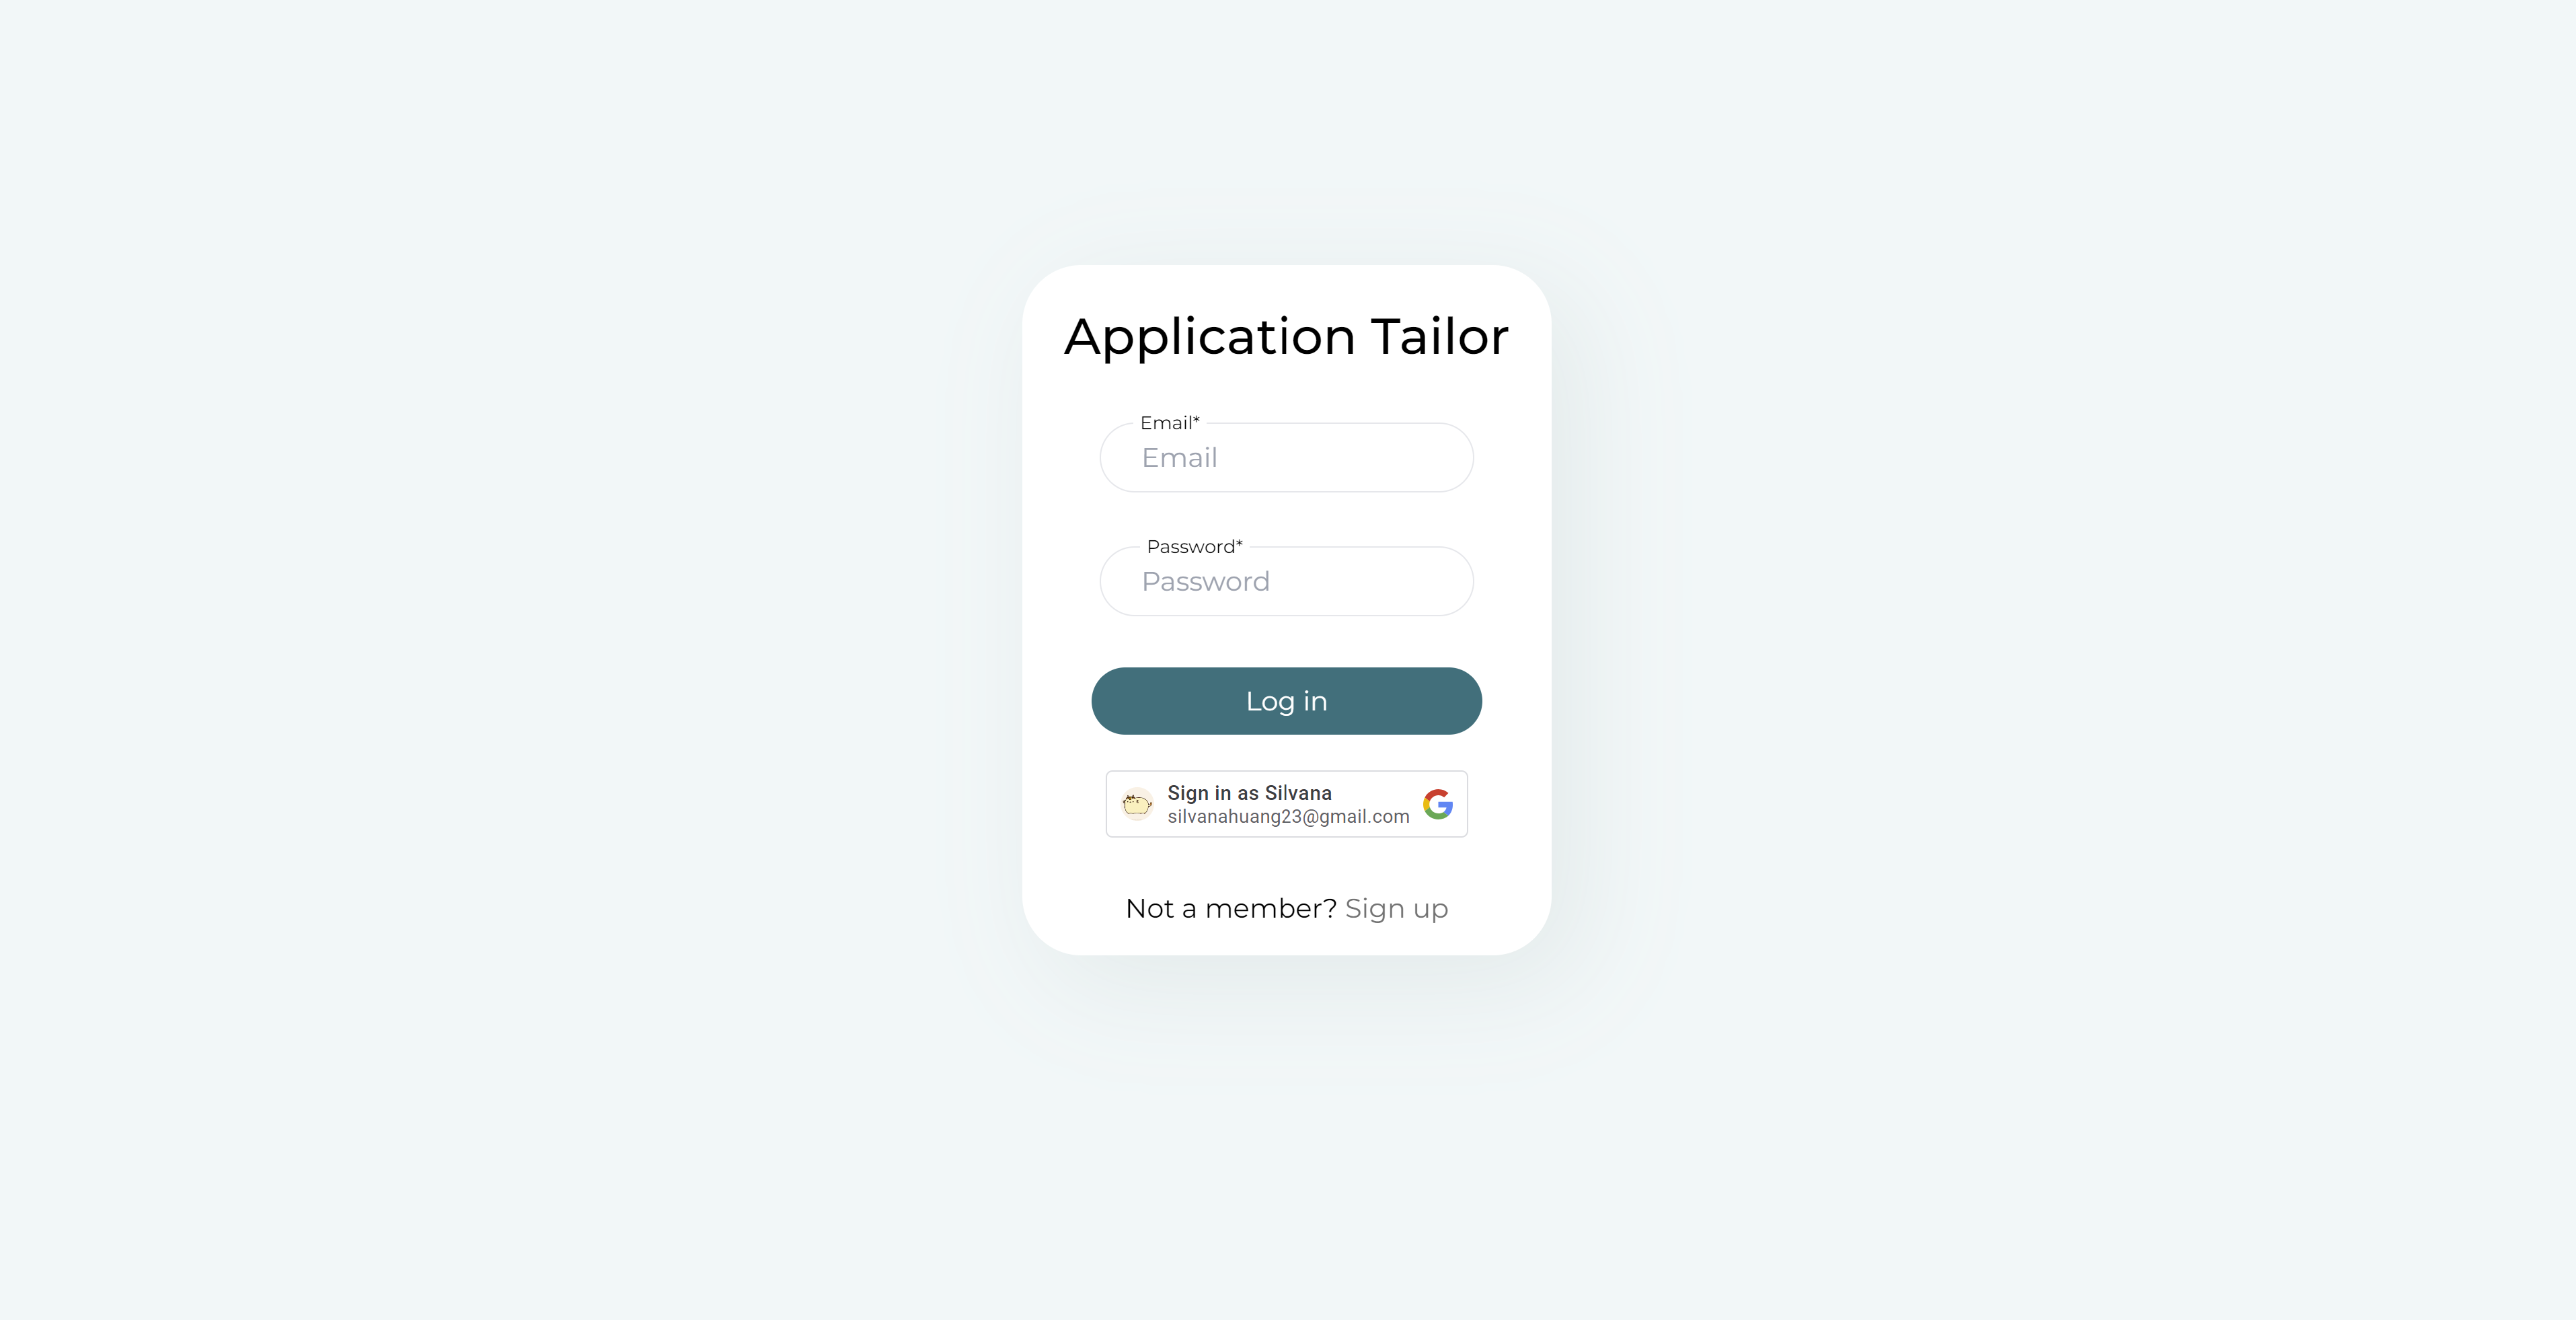 Application Tailor
Email*
Email
Password*
Password
Log in
Sign in as Silvana
silvanahuang23@gmail.com
Not a member? Sign up